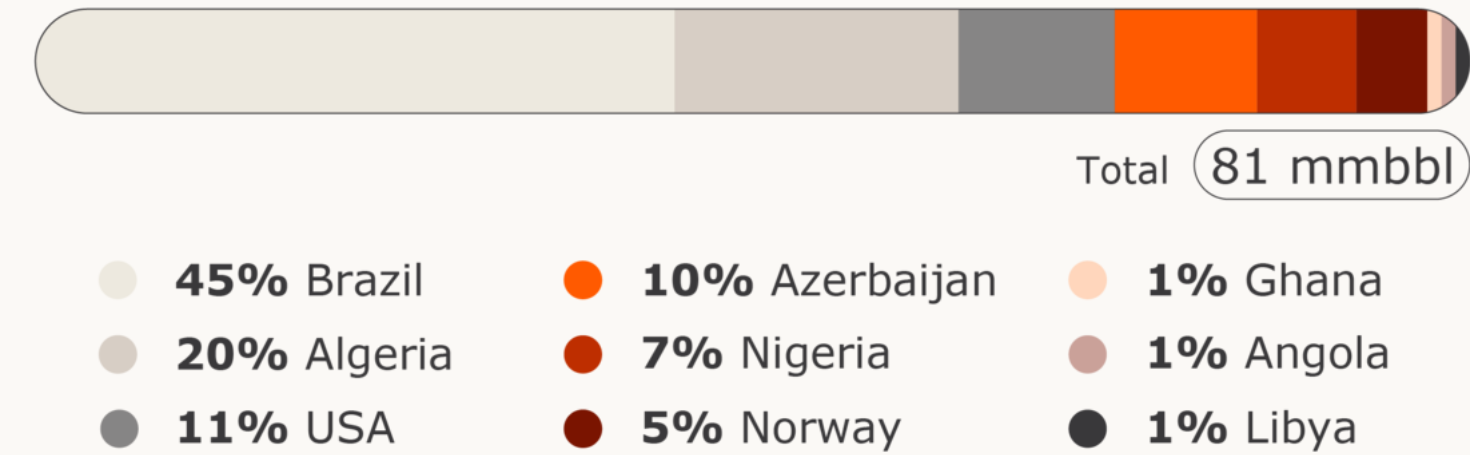 Total 81 mmbbl
45% Brazil
20% Algeria
11% USA
10% Azerbaijan
7% Nigeria
5% Norway
1% Ghana
1% Angola
1% Libya